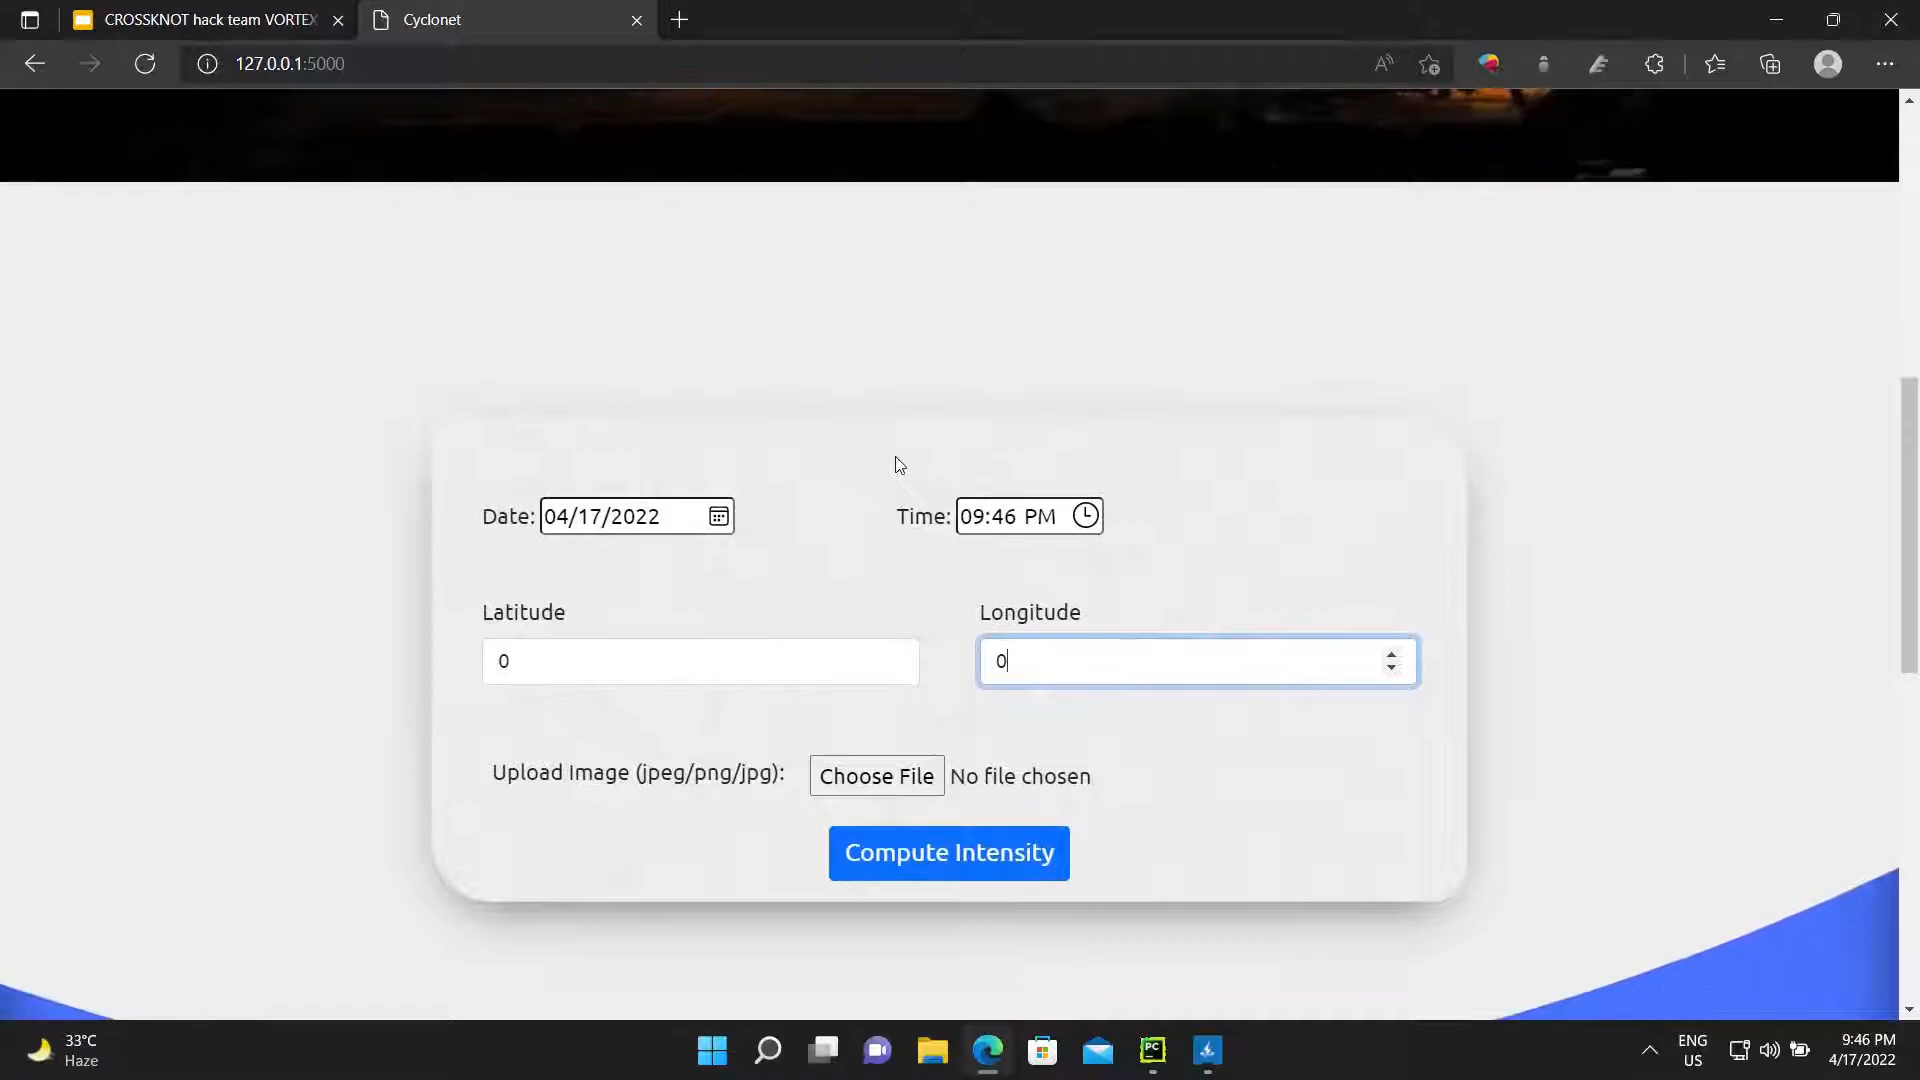 CROSSKNOT hack team VORTEX
Cyclonet
127.0.0.1:5000
Date: 04/17/2022
Time: 09:46 PM
Latitude
Longitude
0
0
Upload Image (jpeg/png/jpg): Choose File No file chosen
Compute Intensity
33°C
Haze
PC
ENG
US
9:46 PM
4/17/2022